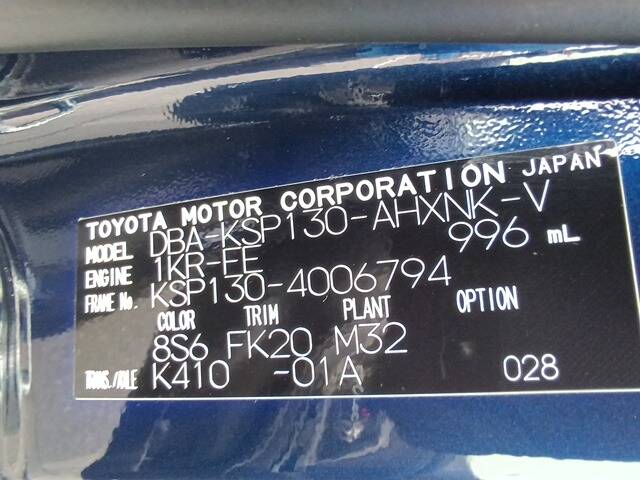 TOYOTA MOTOR CORPORATION JAPAN
MODEL DBA-KSP130-AHXNK-V
ENGINE 1KR-FE 996 mL
FRAME No. KSP130-4006794
COLOR TRIM PLANT OPTION
8S6 FK20 M32
TRANS./AXLE K410 -01A 028